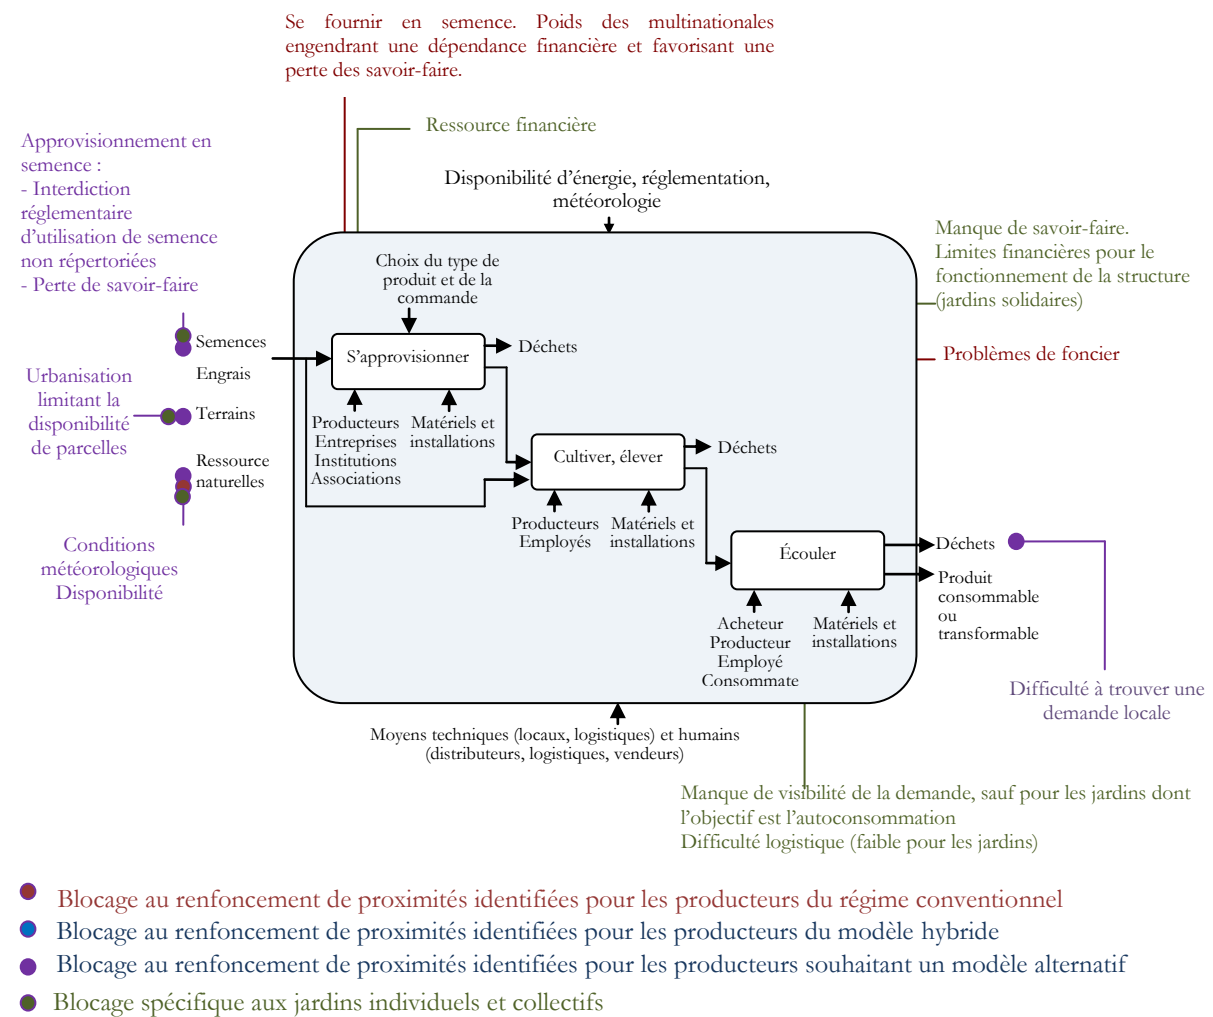 Se fournir en semence. Poids des multinationales
engendrant une dépendance financière et favorisant une
perte des savoir-faire.
Ressource financière
Approvisionnement en
semence :
- Interdiction
réglementaire
d'utilisation de semence
non répertoriées
- Perte de savoir-faire
Disponibilité d'énergie, réglementation,
météorologie
Manque de savoir-faire.
Limites financières pour le
fonctionnement de la structure
(jardins solidaires)
Problèmes de foncier
Choix du type de
produit et de la
commande
Semences
Engrais
Terrains
Ressource
naturelles
Urbanisation
limitant la
disponibilité
de parcelles
Conditions
météorologiques
Disponibilité
S'approvisionner
Déchets
Producteurs
Entreprises
Institutions
Associations
Matériels et
installations
Cultiver, élever
Déchets
Producteurs
Employés
Matériels et
installations
Écouler
Déchets
Produit
consommable
ou
transformable
Acheteur
Producteur
Employé
Consommate
Matériels et
installations
Difficulté à trouver une
demande locale
Moyens techniques (locaux, logistiques) et humains
(distributeurs, logistiques, vendeurs)
Manque de visibilité de la demande, sauf pour les jardins dont
l'objectif est l'autoconsommation
Difficulté logistique (faible pour les jardins)
Blocage au renfoncement de proximités identifiées pour les producteurs du régime conventionnel
Blocage au renfoncement de proximités identifiées pour les producteurs du modèle hybride
Blocage au renfoncement de proximités identifiées pour les producteurs souhaitant un modèle alternatif
Blocage spécifique aux jardins individuels et collectifs